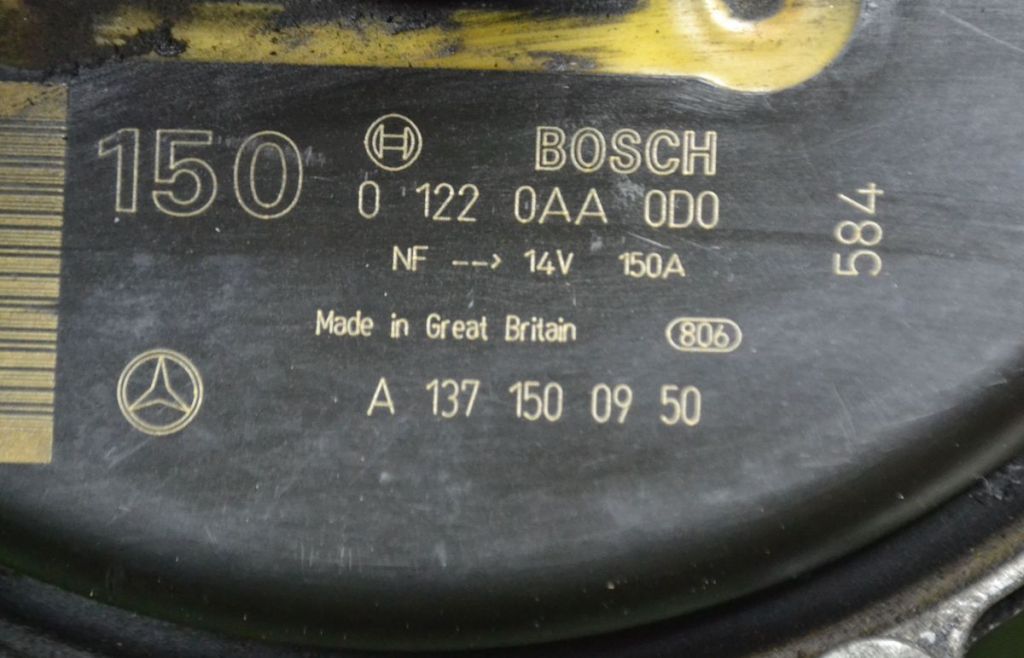 150 BOSCH
0 122 0AA 0D0
NF --> 14V 150A
584
Made in Great Britain 806
A 137 150 09 50